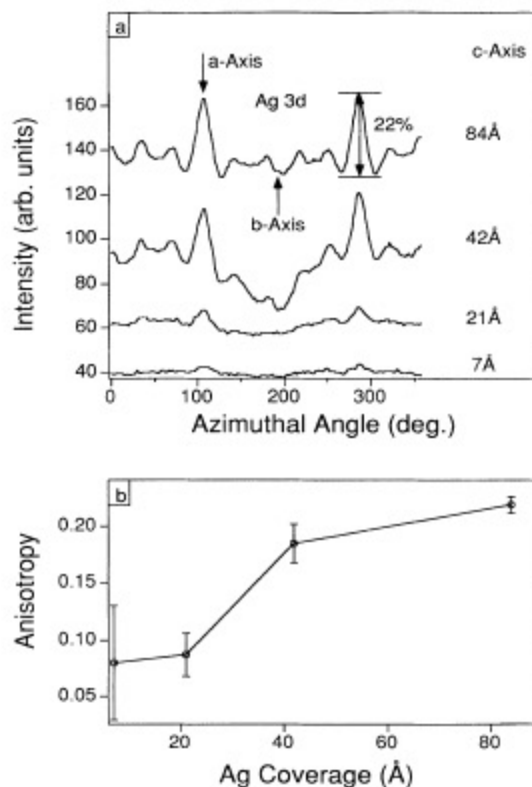 a
a-Axis
c-Axis
Ag 3d
22%
84Å
b-Axis
42Å
21Å
7Å
160
140
120
100
80
60
40
Intensity (arb. units)
0
100
200
300
Azimuthal Angle (deg.)
b
0.20
0.15
0.10
0.05
Anisotropy
20
40
60
80
Ag Coverage (Å)